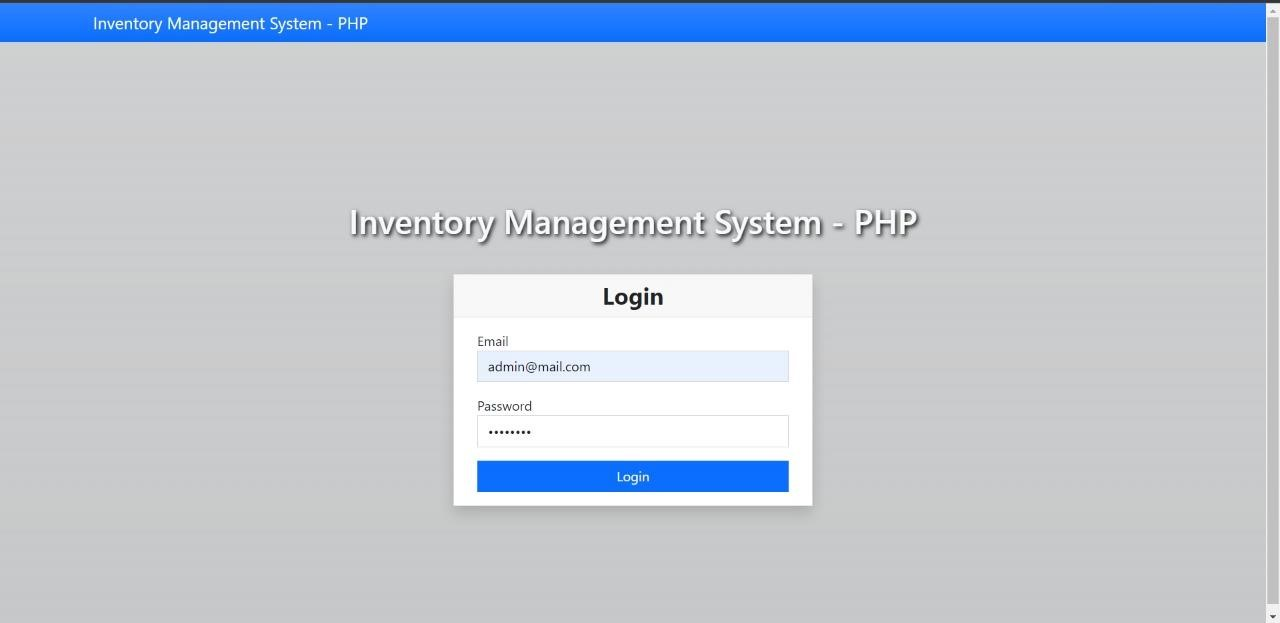 Inventory Management System - PHP
Inventory Management System - PHP
Login
Email
admin@mail.com
Password
••••••••
Login